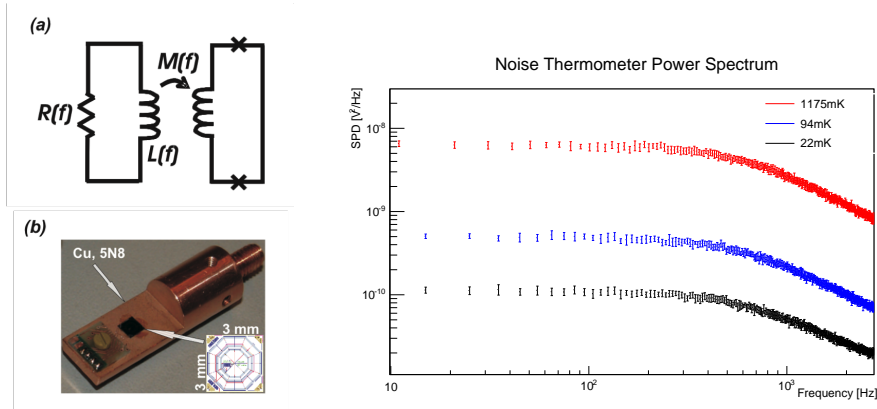 (a)
M(f)
R(f)
L(f)
(b)
Cu, 5N8
3 mm
3 mm
Noise Thermometer Power Spectrum
SPD [V²/Hz]
1175mK
94mK
22mK
10⁻⁸
10⁻⁹
10⁻¹⁰
10
10²
10³
Frequency [Hz]